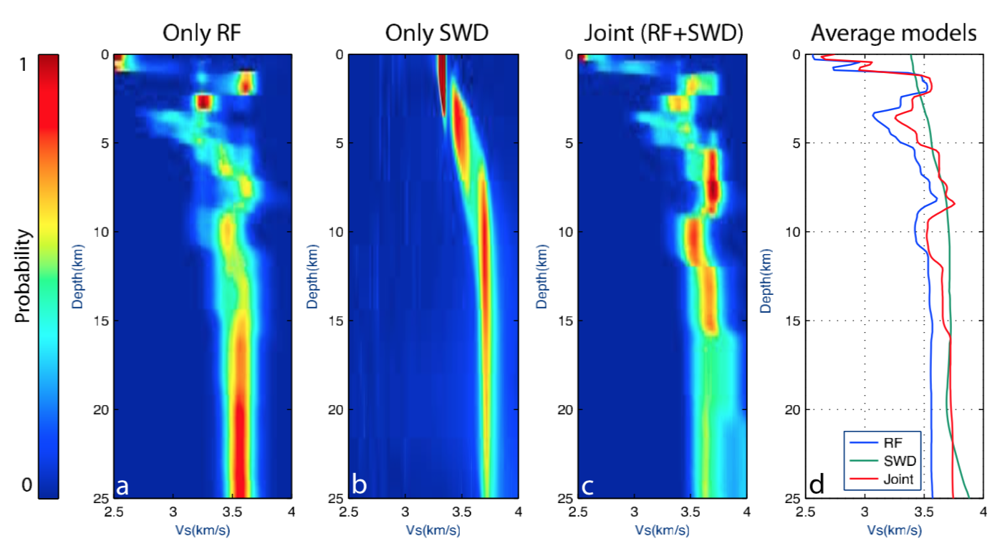 Only RF
Only SWD
Joint (RF+SWD)
Average models
1
0
Probability
0
5
10
15
20
25
Depth(km)
a
2.5 3 3.5 4
Vs(km/s)
0
5
10
15
20
25
Depth(km)
b
2.5 3 3.5 4
Vs(km/s)
0
5
10
15
20
25
Depth(km)
c
2.5 3 3.5 4
Vs(km/s)
0
5
10
15
20
25
Depth(km)
RF
SWD
Joint
d
2.5 3 3.5 4
Vs(km/s)